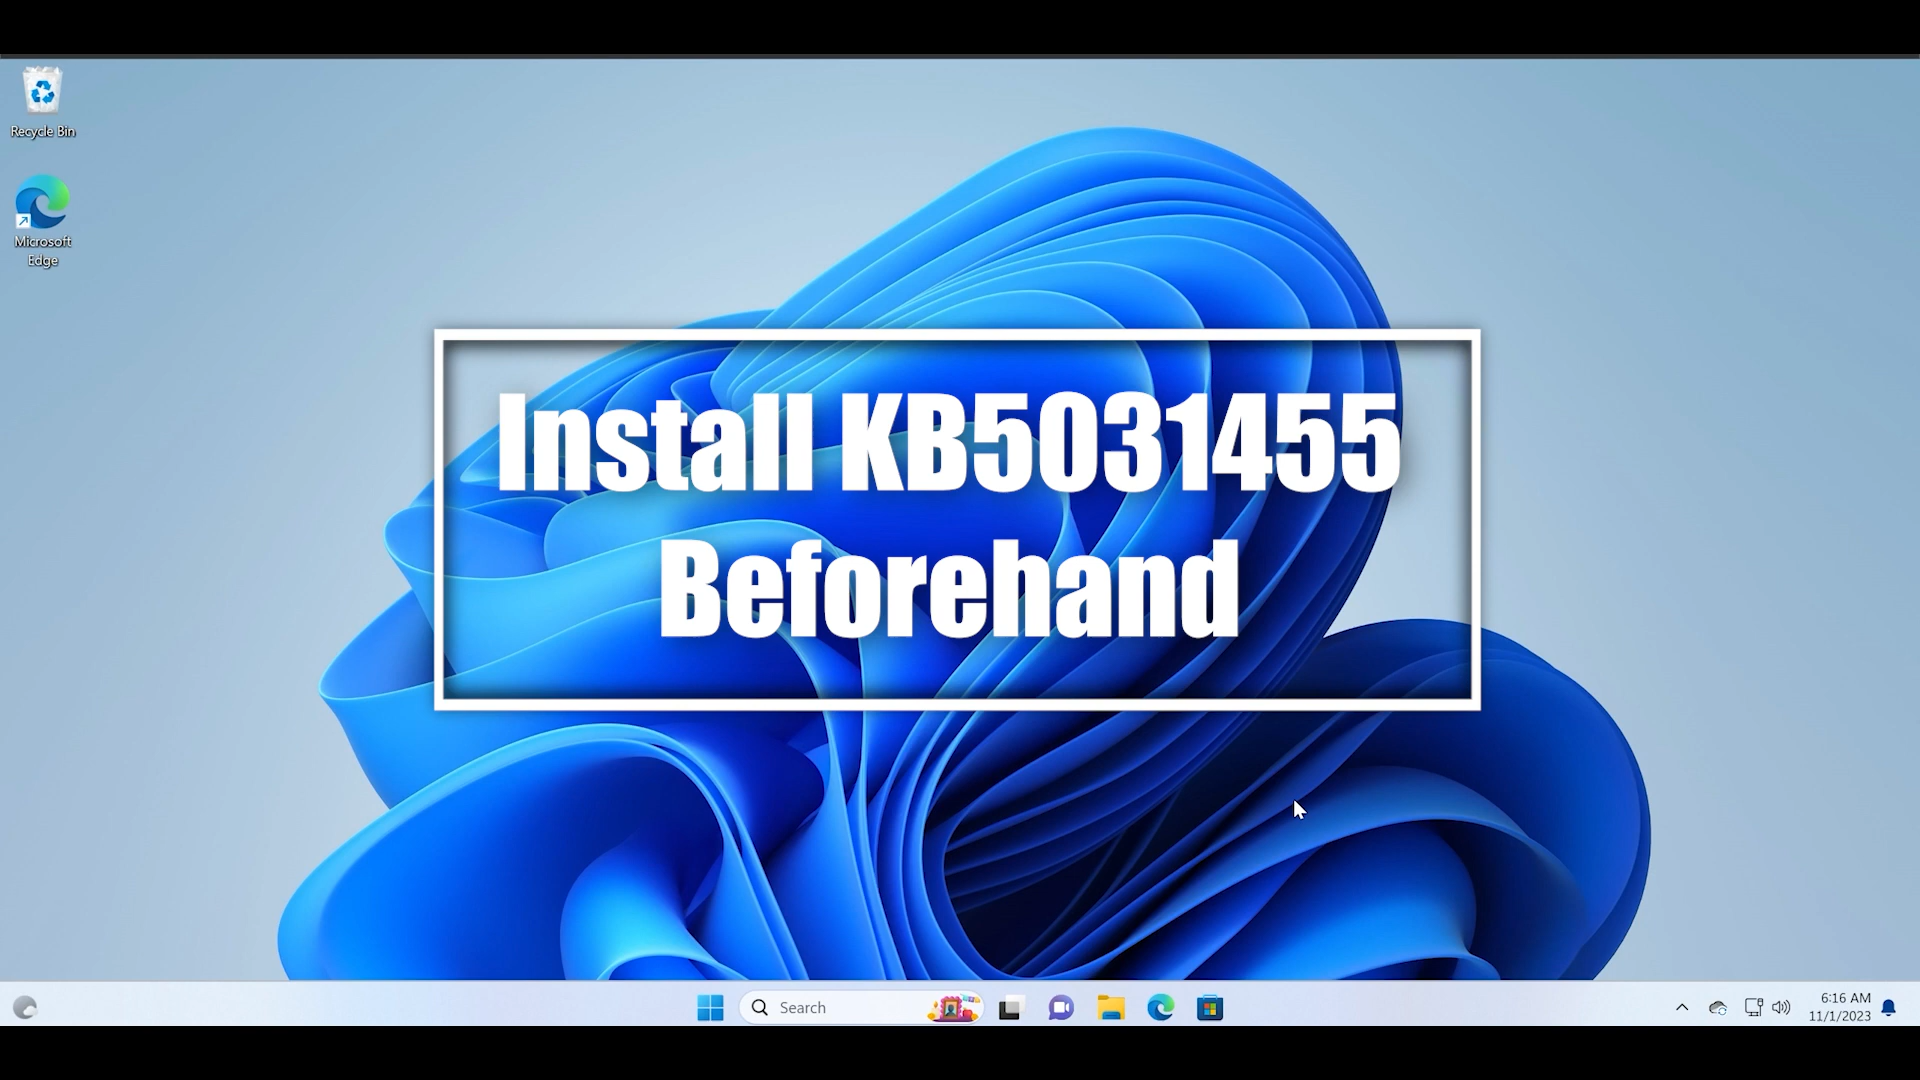 Recycle Bin
Microsoft
Edge
Install KB5031455
Beforehand
Search
6:16 AM
11/1/2023